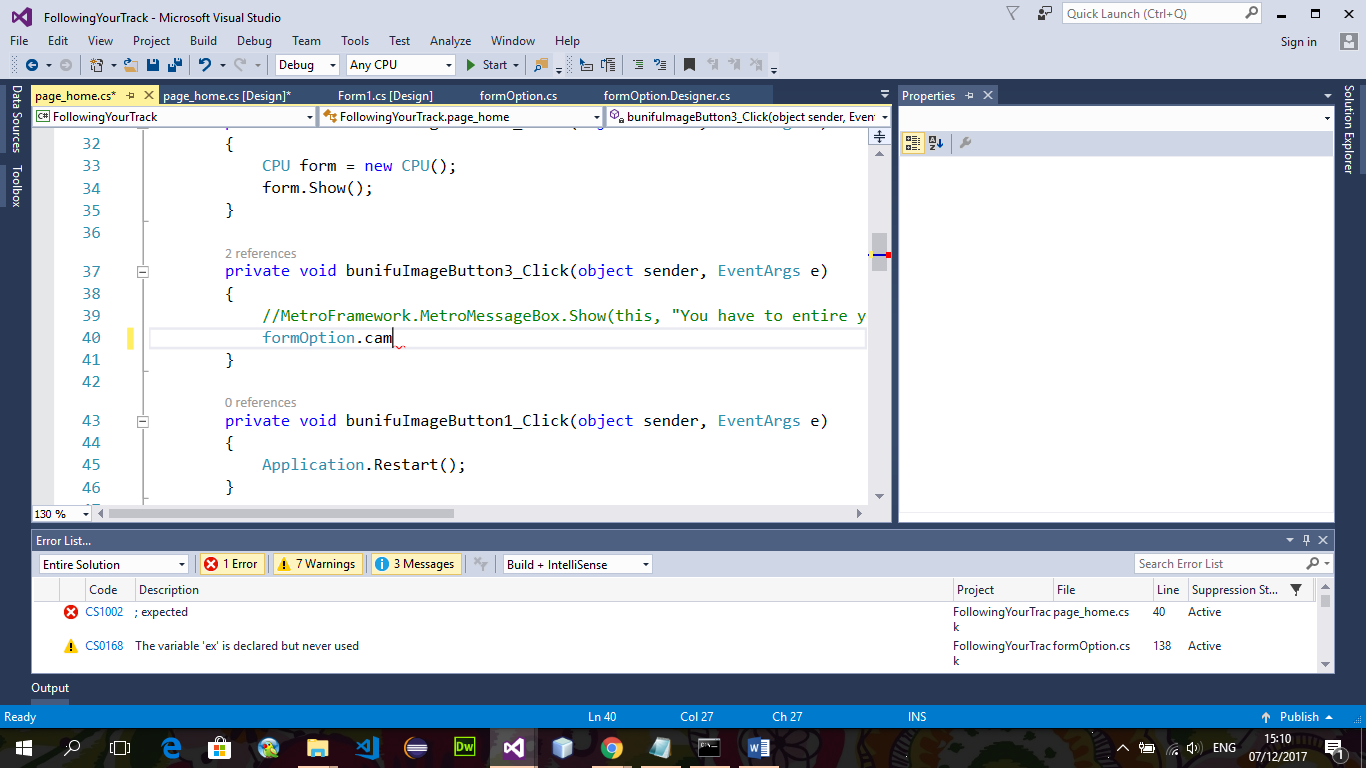 FollowingYourTrack - Microsoft Visual Studio
Quick Launch (Ctrl+Q)
File Edit View Project Build Debug Team Tools Test Analyze Window Help
Sign in
Debug Any CPU Start
page_home.cs* page_home.cs [Design]* Form1.cs [Design] formOption.cs formOption.Designer.cs
FollowingYourTrack FollowingYourTrack.page_home bunifuImageButton3_Click(object sender, Event
32 {
33 CPU form = new CPU();
34 form.Show();
35 }
36
2 references
37 private void bunifuImageButton3_Click(object sender, EventArgs e)
38 {
39 //MetroFramework.MetroMessageBox.Show(this, "You have to entire y
40 formOption.cam
41 }
42
0 references
43 private void bunifuImageButton1_Click(object sender, EventArgs e)
44 {
45 Application.Restart();
46 }
130 %
Data Sources
Toolbox
Properties
Solution Explorer
Error List...
Entire Solution 1 Error 7 Warnings 3 Messages Build + IntelliSense Search Error List
Code Description Project File Line Suppression St...
CS1002 ; expected FollowingYourTrac page_home.cs 40 Active
k
CS0168 The variable 'ex' is declared but never used FollowingYourTrac formOption.cs 138 Active
k
Output
Ready Ln 40 Col 27 Ch 27 INS Publish
Dw
ENG
15:10
07/12/2017
1